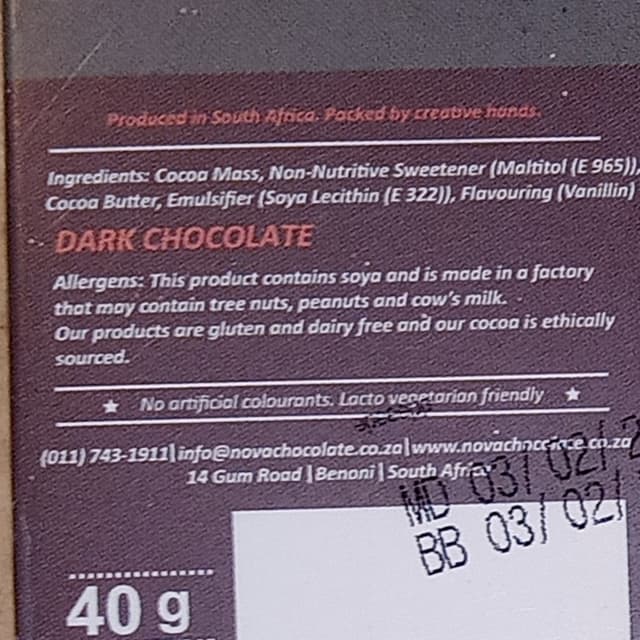 Produced in South Africa. Packed by creative hands.
Ingredients: Cocoa Mass, Non-Nutritive Sweetener (Maltitol (E 965)),
Cocoa Butter, Emulsifier (Soya Lecithin (E 322)), Flavouring (Vanillin)
DARK CHOCOLATE
Allergens: This product contains soya and is made in a factory
that may contain tree nuts, peanuts and cow's milk.
Our products are gluten and dairy free and our cocoa is ethically
sourced.
★ No artificial colourants. Lacto vegetarian friendly ★
(011) 743-1911|info@novachocolate.co.za|www.novachocolate.co.za
14 Gum Road | Benoni | South Africa
MD 03/02/2
BB 03/02/
40 g